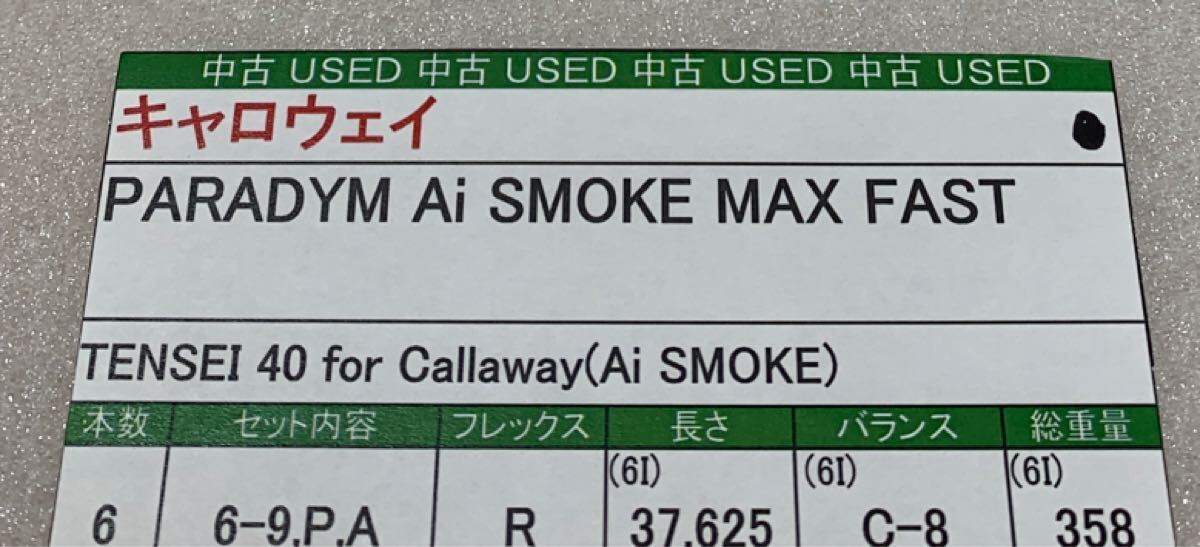 中古 USED 中古 USED 中古 USED 中古 USED
キャロウェイ
PARADYM Ai SMOKE MAX FAST
TENSEI 40 for Callaway(Ai SMOKE)
本数 セット内容 フレックス 長さ バランス 総重量
(6I) (6I) (6I)
6 6-9,P,A R 37.625 C-8 358